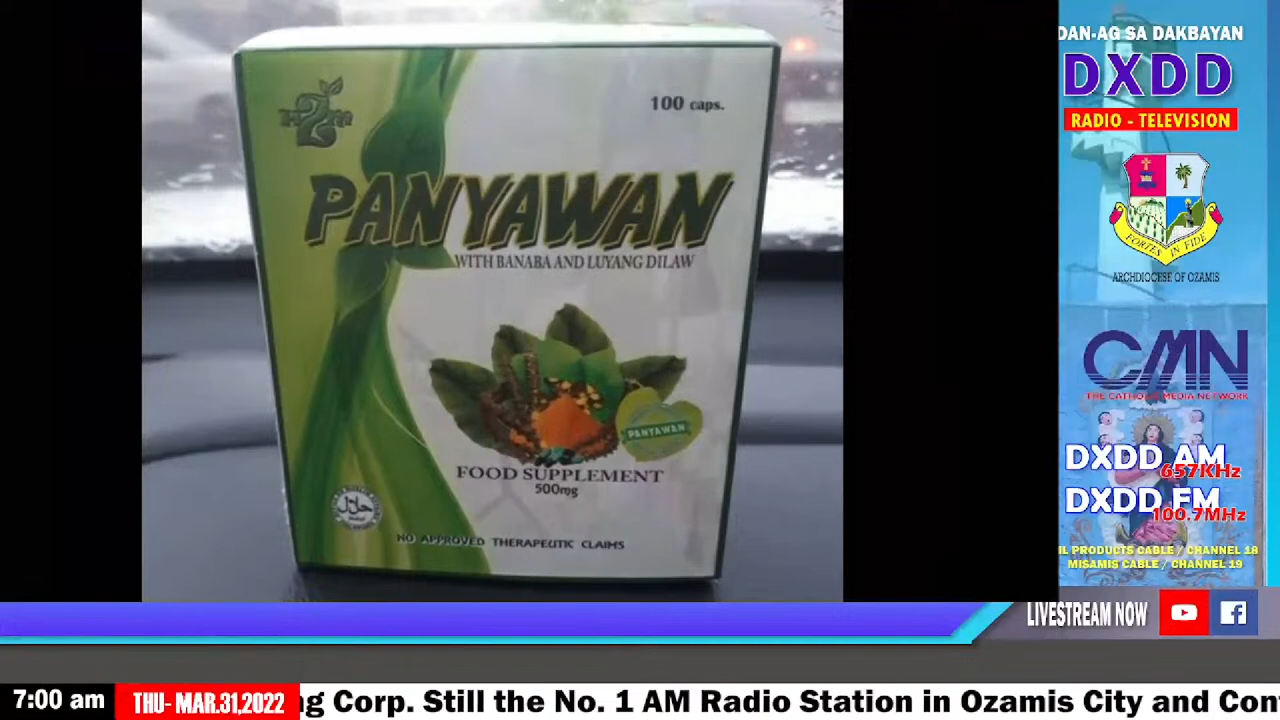 100 caps.
PANYAWAN
WITH BANABA AND LUYANG DILAW
PANYAWAN
FOOD SUPPLEMENT
500mg
حلال
NO APPROVED THERAPEUTIC CLAIMS
DAN-AG SA DAKBAYAN
DXDD
RADIO - TELEVISION
FORTES IN FIDE
ARCHDIOCESE OF OZAMIS
CMN
THE CATHOLIC MEDIA NETWORK
DXDD AM
657KHz
DXDD FM
100.7MHz
IL PRODUCTS CABLE / CHANNEL 18
MISAMIS CABLE / CHANNEL 19
LIVESTREAM NOW
7:00 am
THU- MAR.31,2022
ng Corp. Still the No. 1 AM Radio Station in Ozamis City and Con